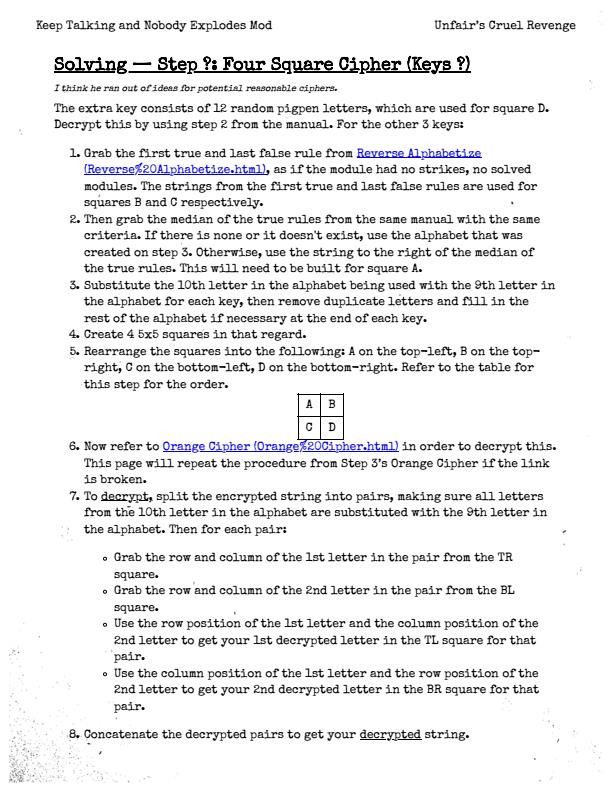 Keep Talking and Nobody Explodes Mod Unfair's Cruel Revenge
Solving — Step ?: Four Square Cipher (Keys ?)
I think he ran out of ideas for potential reasonable ciphers.
The extra key consists of 12 random pigpen letters, which are used for square D.
Decrypt this by using step 2 from the manual. For the other 3 keys:
1. Grab the first true and last false rule from Reverse Alphabetize
(Reverse%20Alphabetize.html), as if the module had no strikes, no solved
modules. The strings from the first true and last false rules are used for
squares B and C respectively.
2. Then grab the median of the true rules from the same manual with the same
criteria. If there is none or it doesn't exist, use the alphabet that was
created on step 3. Otherwise, use the string to the right of the median of
the true rules. This will need to be built for square A.
3. Substitute the 10th letter in the alphabet being used with the 9th letter in
the alphabet for each key, then remove duplicate letters and fill in the
rest of the alphabet if necessary at the end of each key.
4. Create 4 5x5 squares in that regard.
5. Rearrange the squares into the following: A on the top-left, B on the top-
right, C on the bottom-left, D on the bottom-right. Refer to the table for
this step for the order.
A B
C D
6. Now refer to Orange Cipher (Orange%20Cipher.html) in order to decrypt this.
This page will repeat the procedure from Step 3's Orange Cipher if the link
is broken.
7. To decrypt, split the encrypted string into pairs, making sure all letters
from the 10th letter in the alphabet are substituted with the 9th letter in
the alphabet. Then for each pair:
◦ Grab the row and column of the 1st letter in the pair from the TR
square.
◦ Grab the row and column of the 2nd letter in the pair from the BL
square.
◦ Use the row position of the 1st letter and the column position of the
2nd letter to get your 1st decrypted letter in the TL square for that
pair.
◦ Use the column position of the 1st letter and the row position of the
2nd letter to get your 2nd decrypted letter in the BR square for that
pair.
8. Concatenate the decrypted pairs to get your decrypted string.